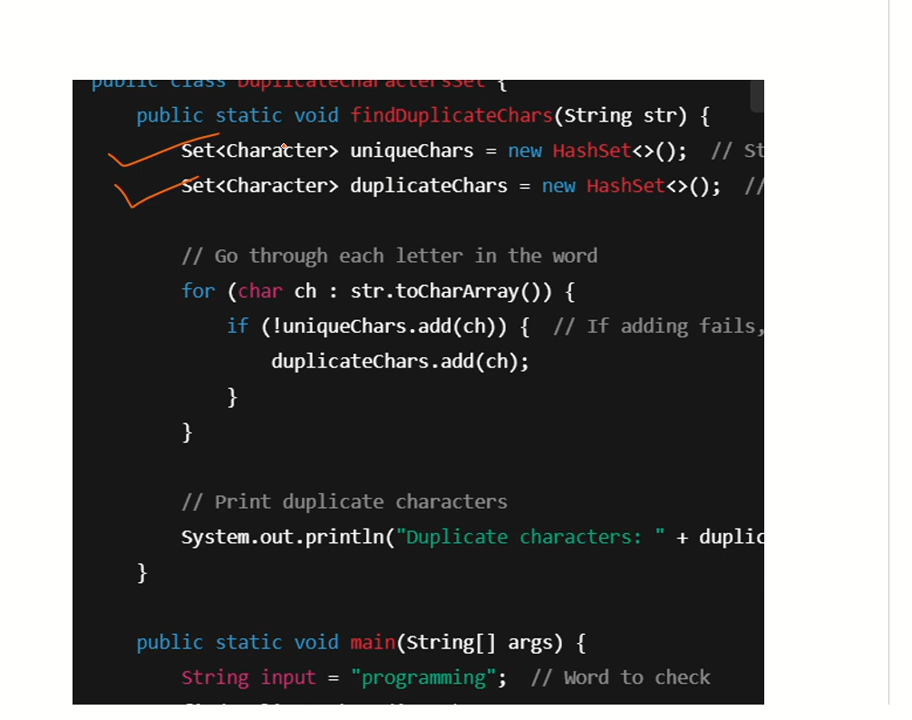 public class DuplicateCharactersSet {
public static void findDuplicateChars(String str) {
Set<Character> uniqueChars = new HashSet<>(); // St
Set<Character> duplicateChars = new HashSet<>(); //
// Go through each letter in the word
for (char ch : str.toCharArray()) {
if (!uniqueChars.add(ch)) { // If adding fails,
duplicateChars.add(ch);
}
}
// Print duplicate characters
System.out.println("Duplicate characters: " + duplic
}
public static void main(String[] args) {
String input = "programming"; // Word to check